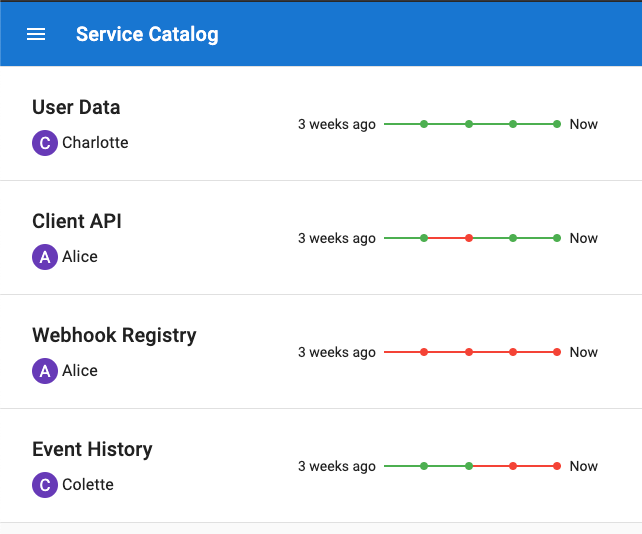 Service Catalog
User Data
C Charlotte
3 weeks ago Now
Client API
A Alice
3 weeks ago Now
Webhook Registry
A Alice
3 weeks ago Now
Event History
C Colette
3 weeks ago Now